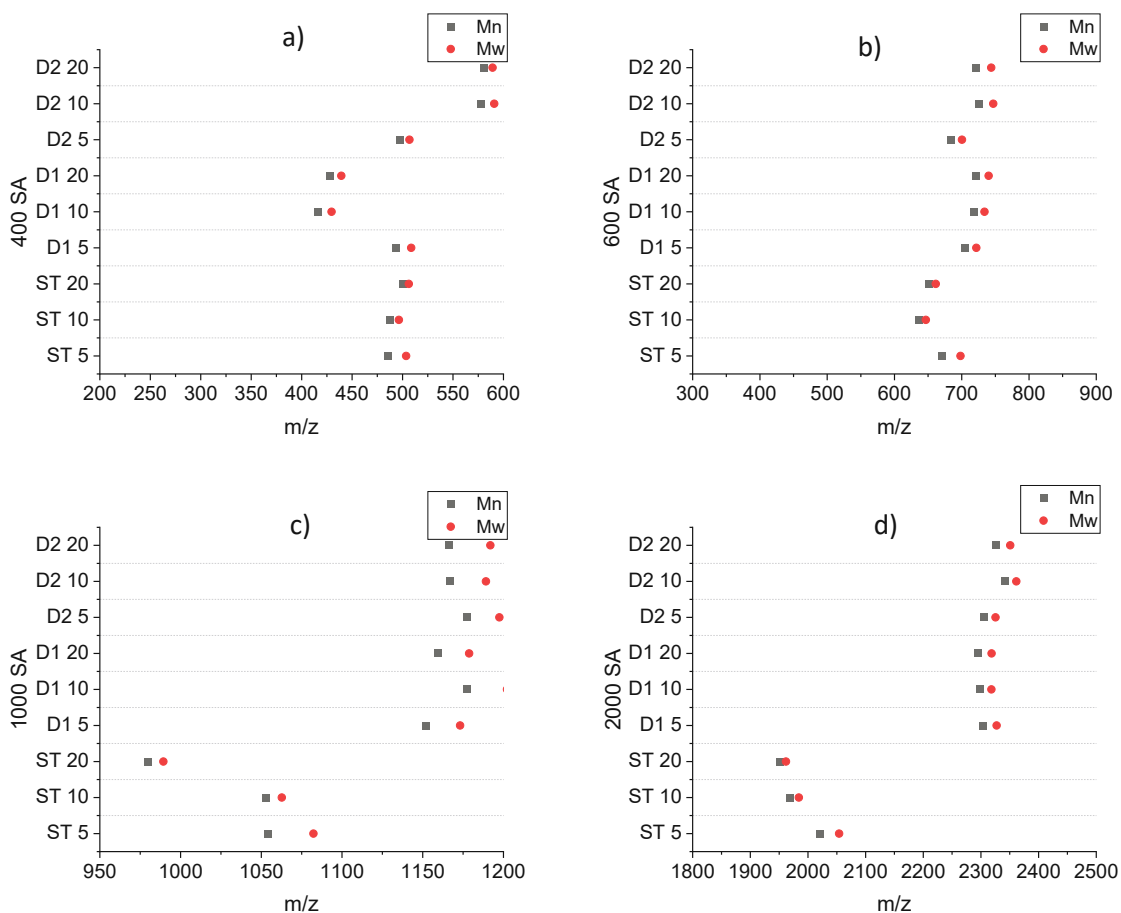 a)
Mn
Mw
D2 20
D2 10
D2 5
D1 20
D1 10
D1 5
ST 20
ST 10
ST 5
400 SA
200 250 300 350 400 450 500 550 600
m/z
b)
Mn
Mw
D2 20
D2 10
D2 5
D1 20
D1 10
D1 5
ST 20
ST 10
ST 5
600 SA
300 400 500 600 700 800 900
m/z
c)
Mn
Mw
D2 20
D2 10
D2 5
D1 20
D1 10
D1 5
ST 20
ST 10
ST 5
1000 SA
950 1000 1050 1100 1150 1200
m/z
d)
Mn
Mw
D2 20
D2 10
D2 5
D1 20
D1 10
D1 5
ST 20
ST 10
ST 5
2000 SA
1800 1900 2000 2100 2200 2300 2400 2500
m/z